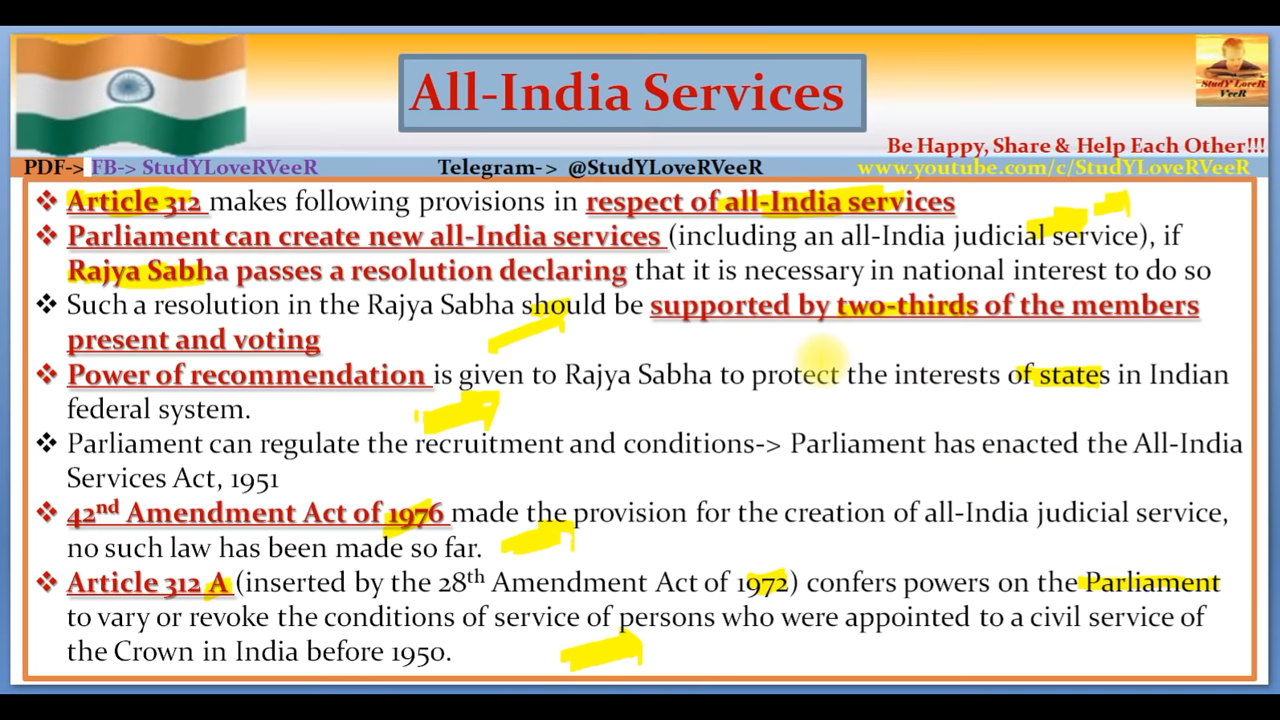 All-India Services
StudY LoveR
VeeR
Be Happy, Share & Help Each Other!!!
PDF-> FB-> StudYLoveRVeeR Telegram-> @StudYLoveRVeeR www.youtube.com/c/StudYLoveRVeeR
❖ Article 312 makes following provisions in respect of all-India services
❖ Parliament can create new all-India services (including an all-India judicial service), if
Rajya Sabha passes a resolution declaring that it is necessary in national interest to do so
❖ Such a resolution in the Rajya Sabha should be supported by two-thirds of the members
present and voting
❖ Power of recommendation is given to Rajya Sabha to protect the interests of states in Indian
federal system.
❖ Parliament can regulate the recruitment and conditions-> Parliament has enacted the All-India
Services Act, 1951
❖ 42nd Amendment Act of 1976 made the provision for the creation of all-India judicial service,
no such law has been made so far.
❖ Article 312 A (inserted by the 28th Amendment Act of 1972) confers powers on the Parliament
to vary or revoke the conditions of service of persons who were appointed to a civil service of
the Crown in India before 1950.